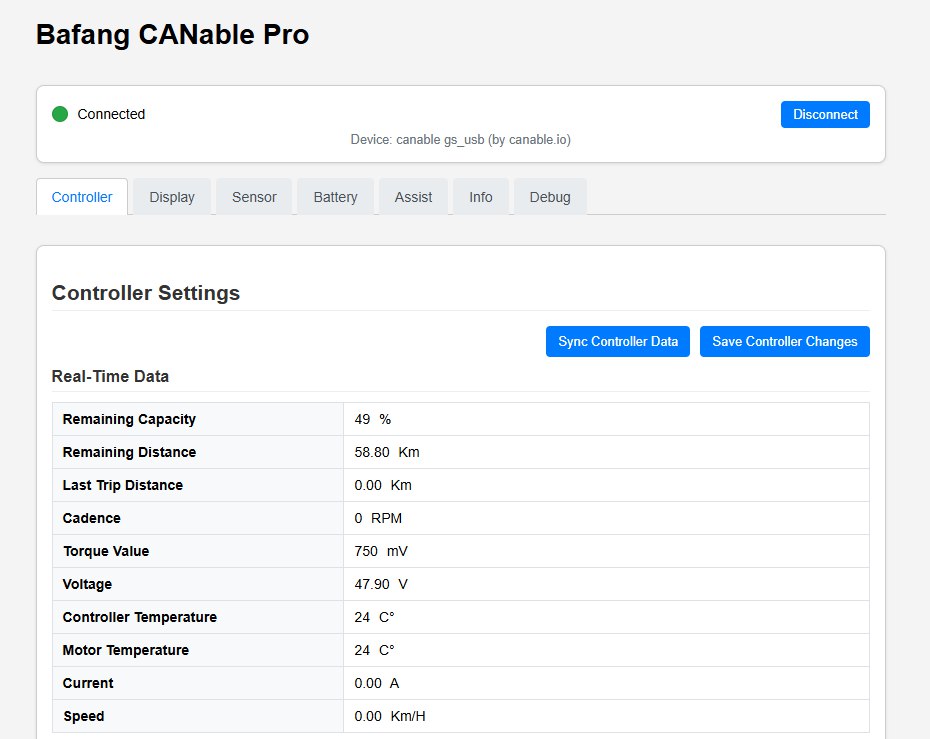 Bafang CANable Pro
Connected
Disconnect
Device: canable gs_usb (by canable.io)
Controller Display Sensor Battery Assist Info Debug
Controller Settings
Sync Controller Data Save Controller Changes
Real-Time Data
Remaining Capacity 49 %
Remaining Distance 58.80 Km
Last Trip Distance 0.00 Km
Cadence 0 RPM
Torque Value 750 mV
Voltage 47.90 V
Controller Temperature 24 C°
Motor Temperature 24 C°
Current 0.00 A
Speed 0.00 Km/H